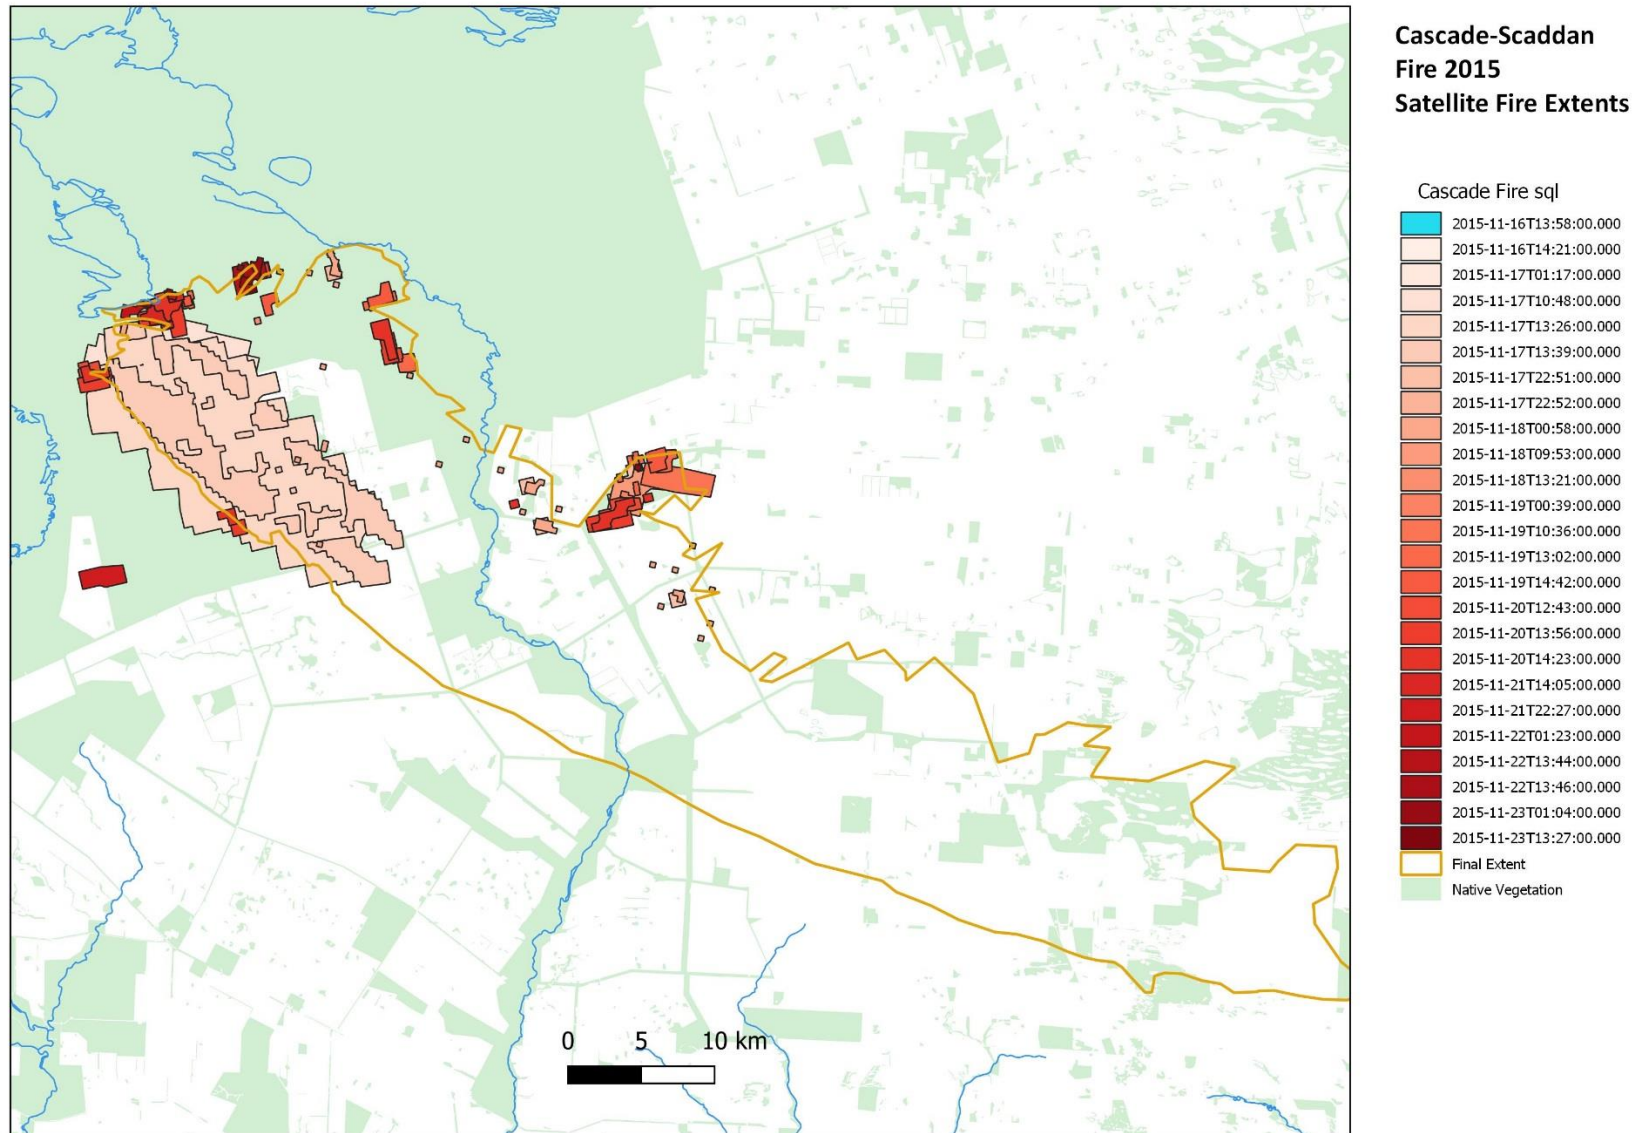 Cascade-Scaddan
Fire 2015
Satellite Fire Extents
Cascade Fire sql
2015-11-16T13:58:00.000
2015-11-16T14:21:00.000
2015-11-17T01:17:00.000
2015-11-17T10:48:00.000
2015-11-17T13:26:00.000
2015-11-17T13:39:00.000
2015-11-17T22:51:00.000
2015-11-17T22:52:00.000
2015-11-18T00:58:00.000
2015-11-18T09:53:00.000
2015-11-18T13:21:00.000
2015-11-19T00:39:00.000
2015-11-19T10:36:00.000
2015-11-19T13:02:00.000
2015-11-19T14:42:00.000
2015-11-20T12:43:00.000
2015-11-20T13:56:00.000
2015-11-20T14:23:00.000
2015-11-21T14:05:00.000
2015-11-21T22:27:00.000
2015-11-22T01:23:00.000
2015-11-22T13:44:00.000
2015-11-22T13:46:00.000
2015-11-23T01:04:00.000
2015-11-23T13:27:00.000
Final Extent
Native Vegetation
0 5 10 km